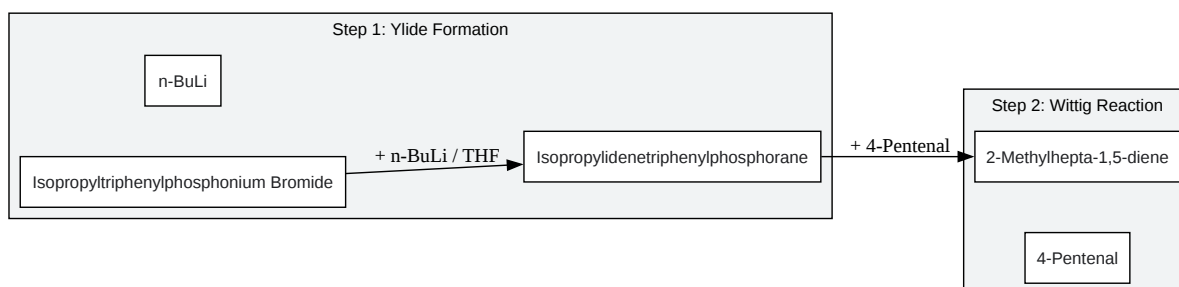 Step 1: Ylide Formation
n-BuLi
Isopropyltriphenylphosphonium Bromide
+ n-BuLi / THF
Isopropylidenetriphenylphosphorane
+ 4-Pentenal
Step 2: Wittig Reaction
2-Methylhepta-1,5-diene
4-Pentenal